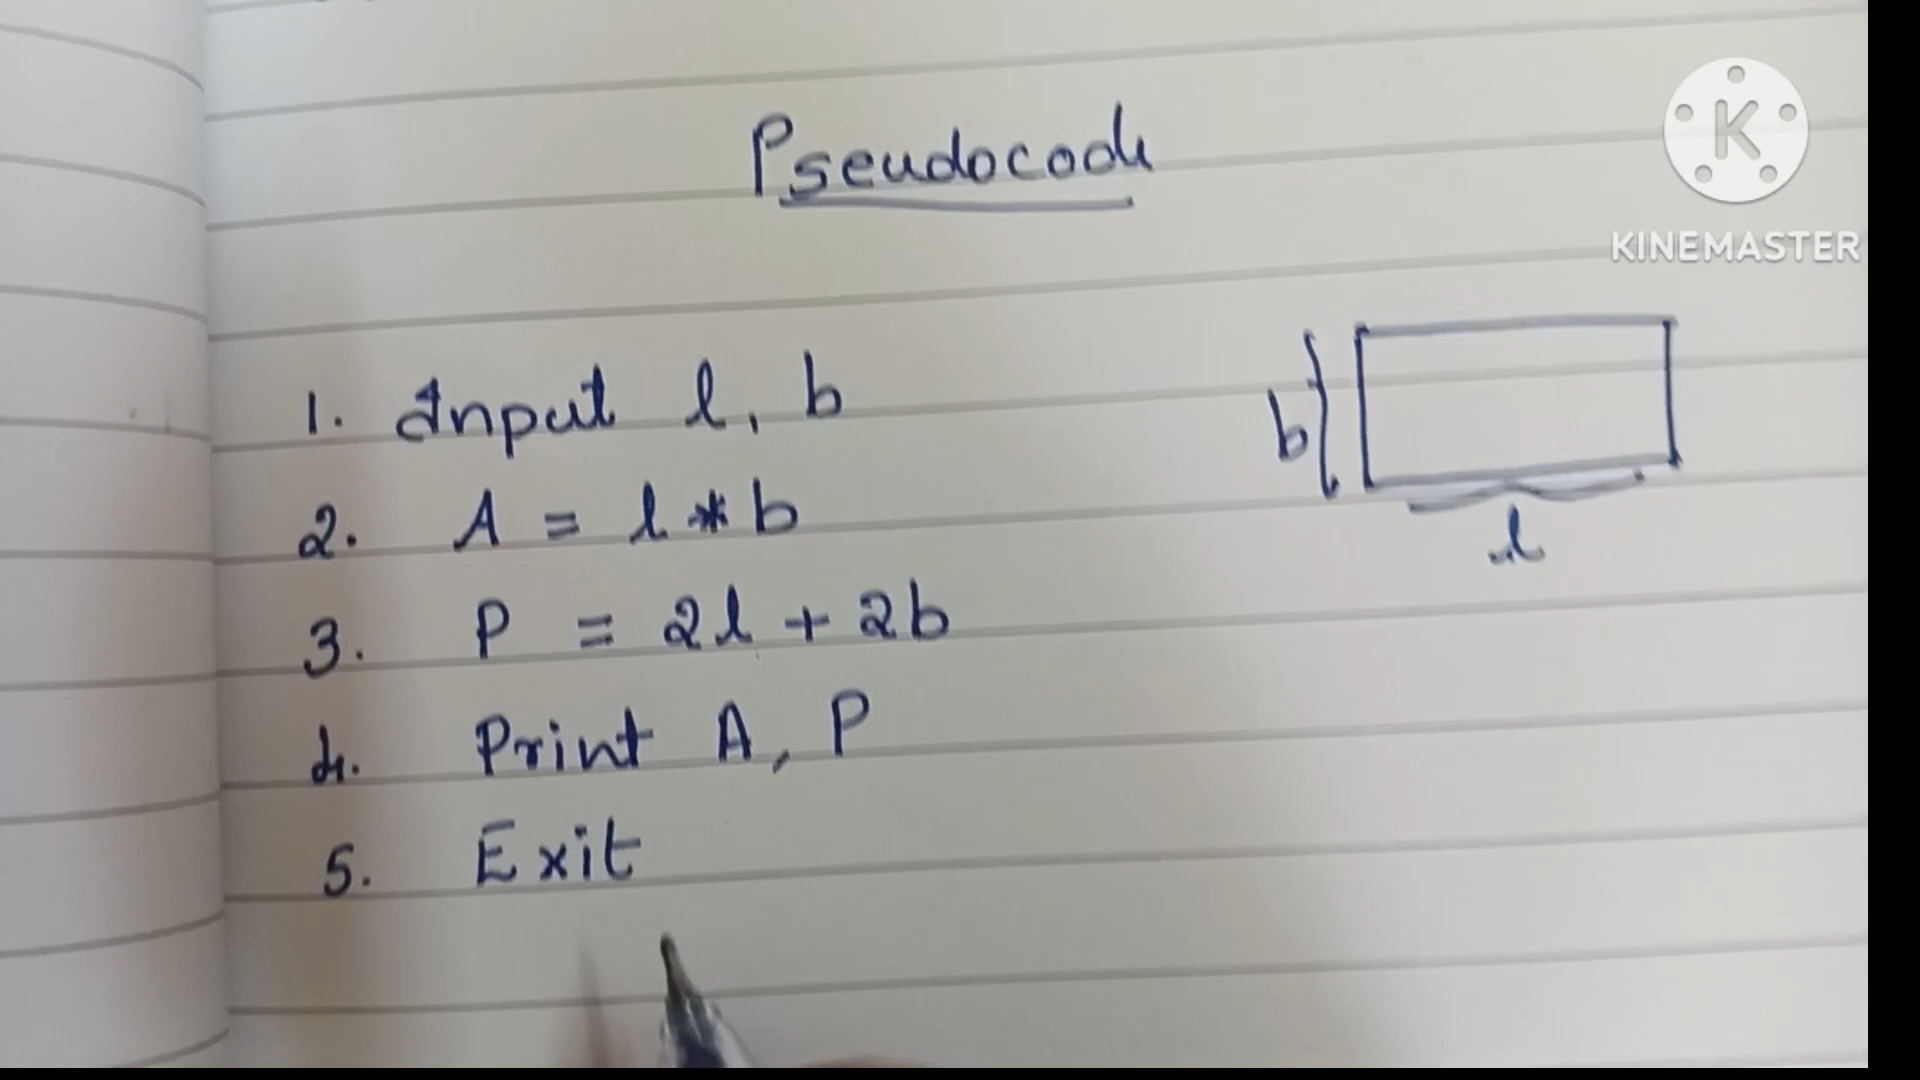 Pseudocode
K
KINEMASTER
1. Input l, b
2. A = l * b
3. P = 2l + 2b
4. Print A, P
5. Exit
b
l